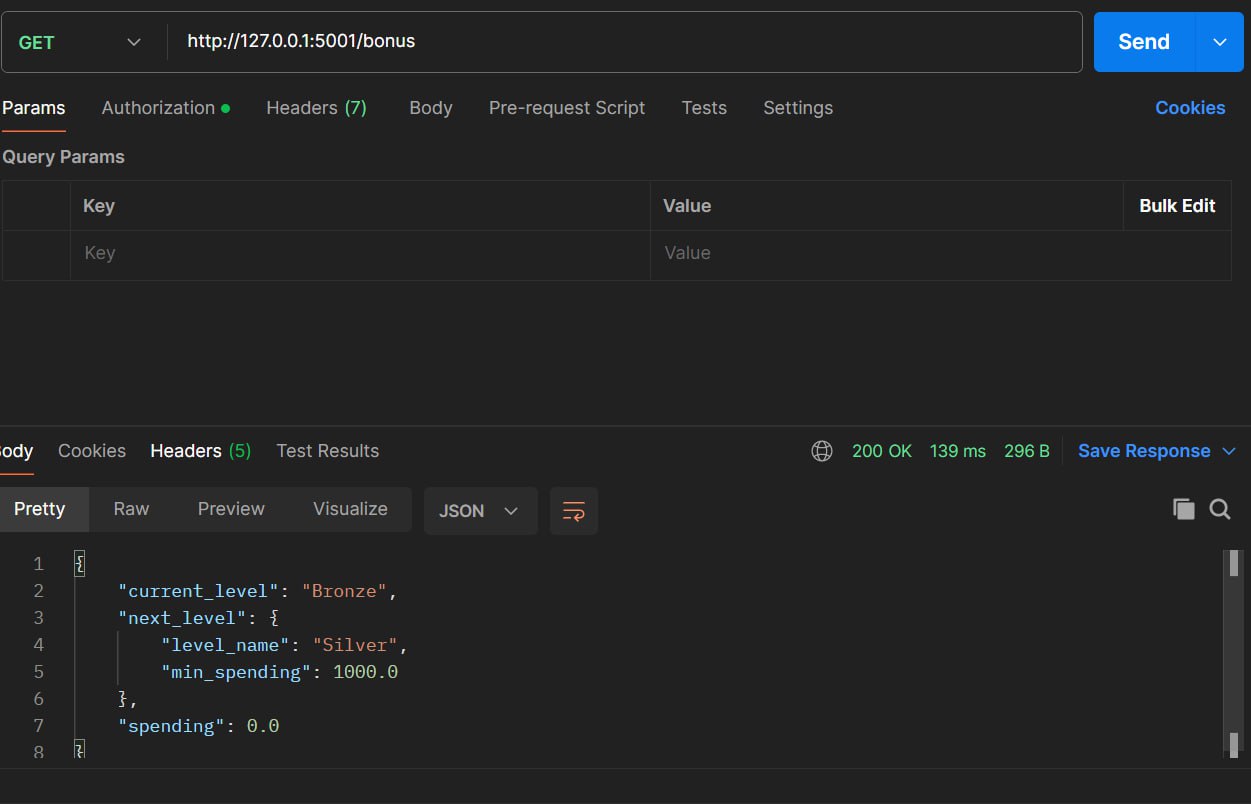 GET http://127.0.0.1:5001/bonus Send
Params Authorization Headers (7) Body Pre-request Script Tests Settings Cookies
Query Params
Key Value Bulk Edit
Key Value
ody Cookies Headers (5) Test Results 200 OK 139 ms 296 B Save Response
Pretty Raw Preview Visualize JSON
1 {
2 "current_level": "Bronze",
3 "next_level": {
4 "level_name": "Silver",
5 "min_spending": 1000.0
6 },
7 "spending": 0.0
8 }